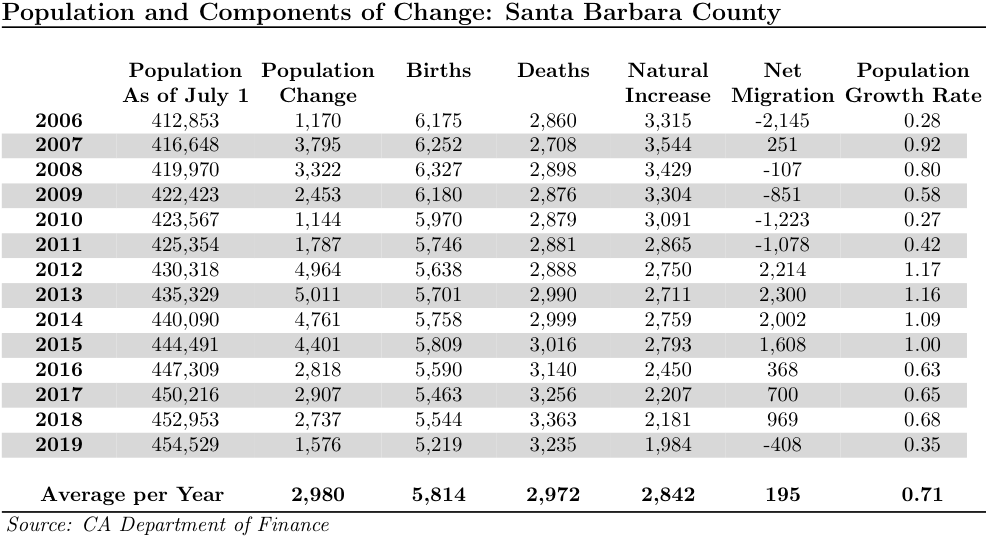 Population and Components of Change: Santa Barbara County
Population Population Births Deaths Natural Net Population
As of July 1 Change Increase Migration Growth Rate
2006 412,853 1,170 6,175 2,860 3,315 -2,145 0.28
2007 416,648 3,795 6,252 2,708 3,544 251 0.92
2008 419,970 3,322 6,327 2,898 3,429 -107 0.80
2009 422,423 2,453 6,180 2,876 3,304 -851 0.58
2010 423,567 1,144 5,970 2,879 3,091 -1,223 0.27
2011 425,354 1,787 5,746 2,881 2,865 -1,078 0.42
2012 430,318 4,964 5,638 2,888 2,750 2,214 1.17
2013 435,329 5,011 5,701 2,990 2,711 2,300 1.16
2014 440,090 4,761 5,758 2,999 2,759 2,002 1.09
2015 444,491 4,401 5,809 3,016 2,793 1,608 1.00
2016 447,309 2,818 5,590 3,140 2,450 368 0.63
2017 450,216 2,907 5,463 3,256 2,207 700 0.65
2018 452,953 2,737 5,544 3,363 2,181 969 0.68
2019 454,529 1,576 5,219 3,235 1,984 -408 0.35
Average per Year 2,980 5,814 2,972 2,842 195 0.71
Source: CA Department of Finance